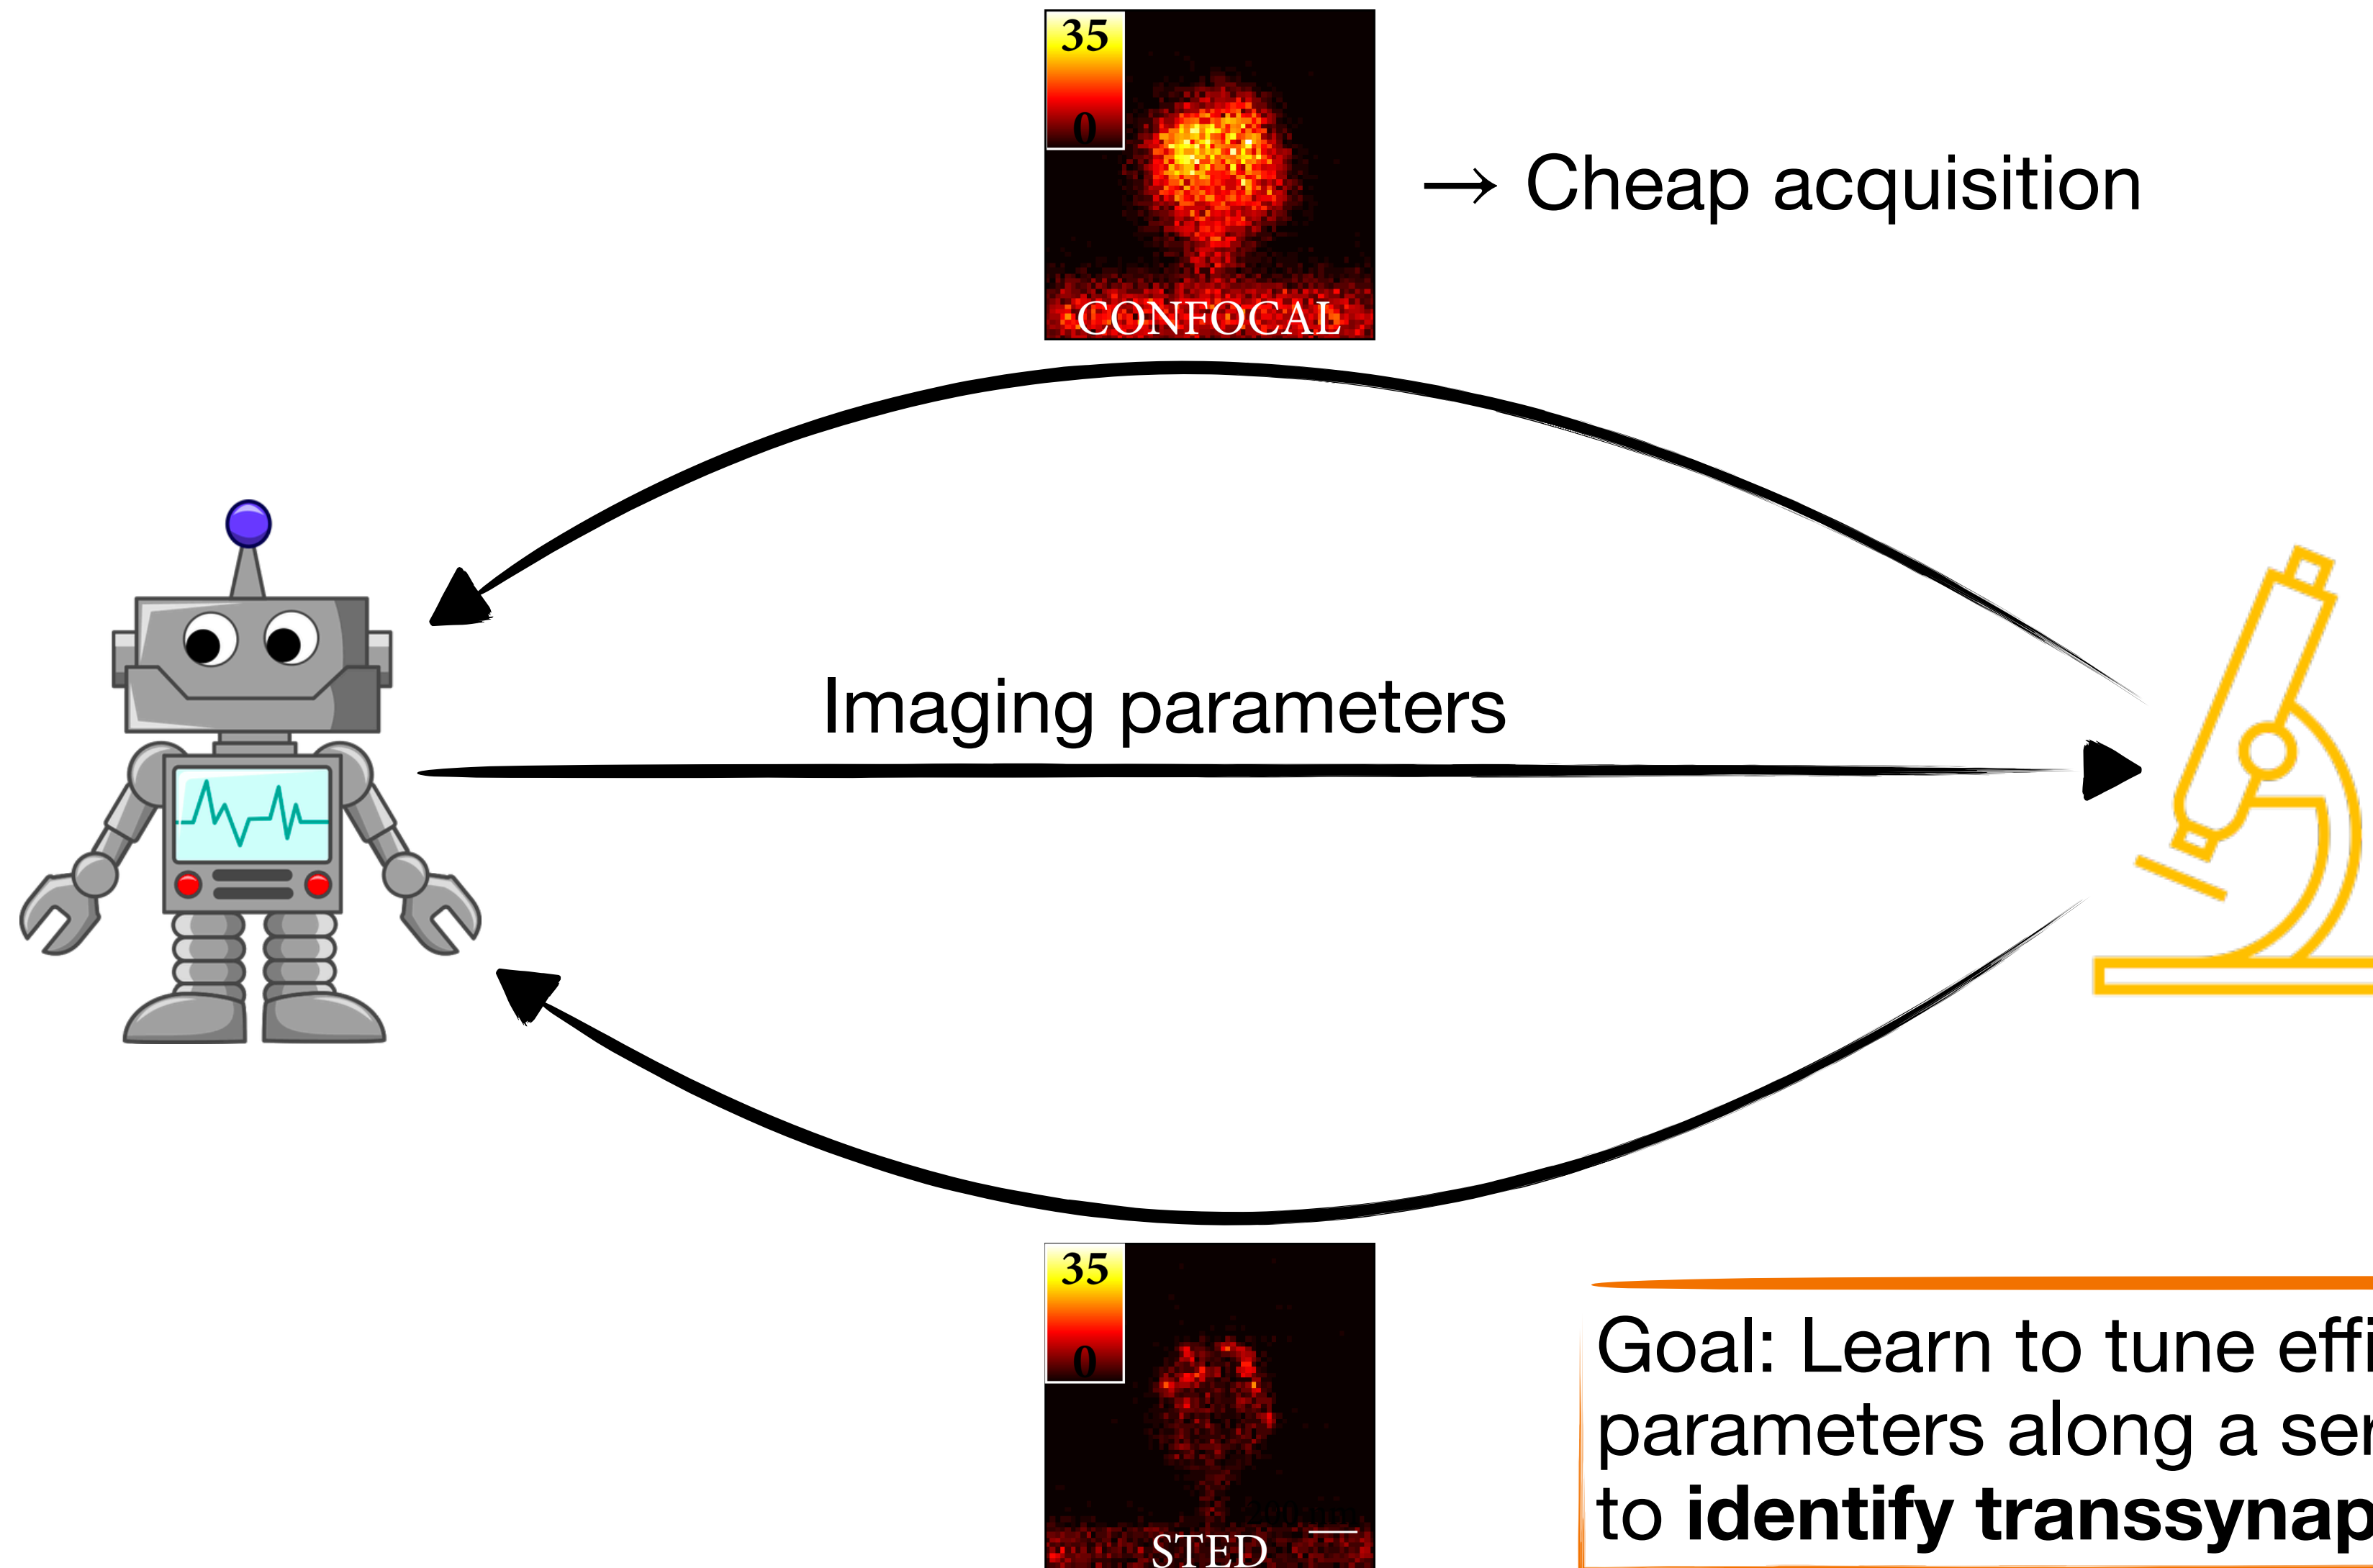 35
0
CONFOCAL
→ Cheap acquisition
Imaging parameters
35
0
STED
Goal: Learn to tune
parameters along a
to identify